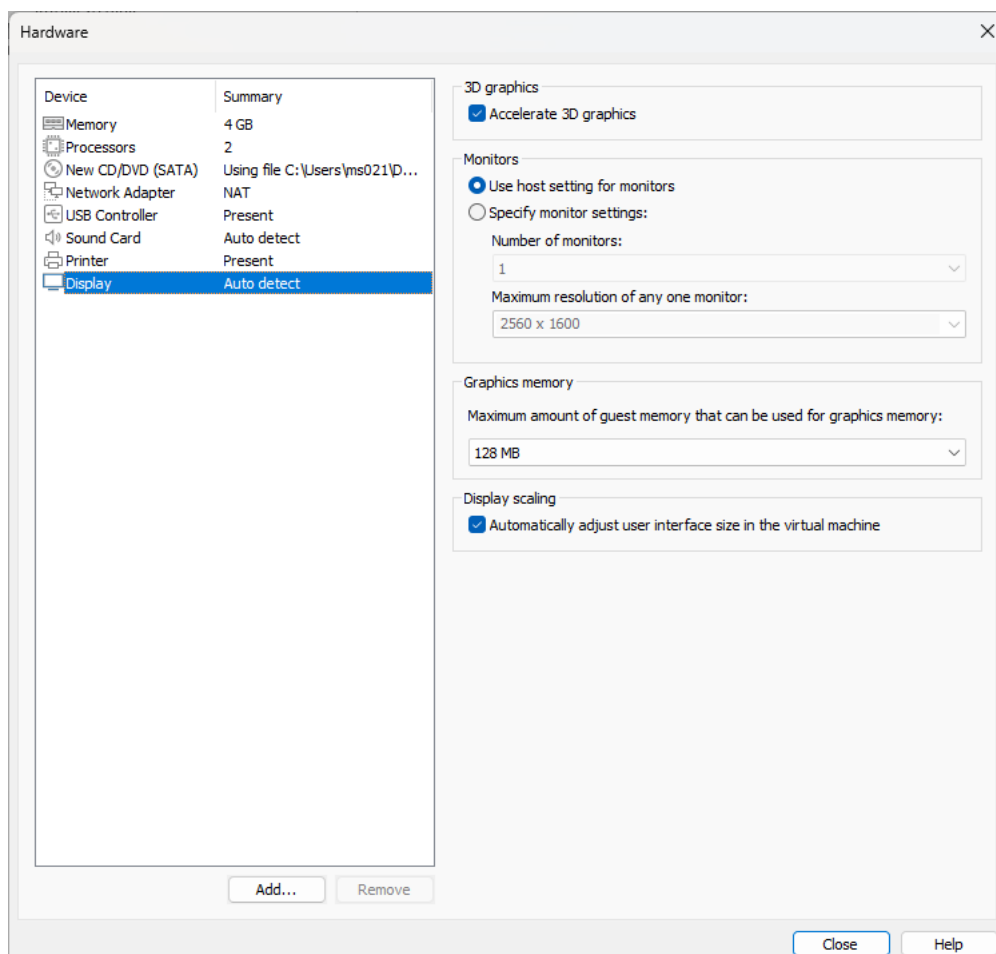 Hardware
Device Summary
Memory 4 GB
Processors 2
New CD/DVD (SATA) Using file C:\Users\ms021\D...
Network Adapter NAT
USB Controller Present
Sound Card Auto detect
Printer Present
Display Auto detect
Add... Remove
3D graphics
Accelerate 3D graphics
Monitors
Use host setting for monitors
Specify monitor settings:
Number of monitors:
1
Maximum resolution of any one monitor:
2560 x 1600
Graphics memory
Maximum amount of guest memory that can be used for graphics memory:
128 MB
Display scaling
Automatically adjust user interface size in the virtual machine
Close Help